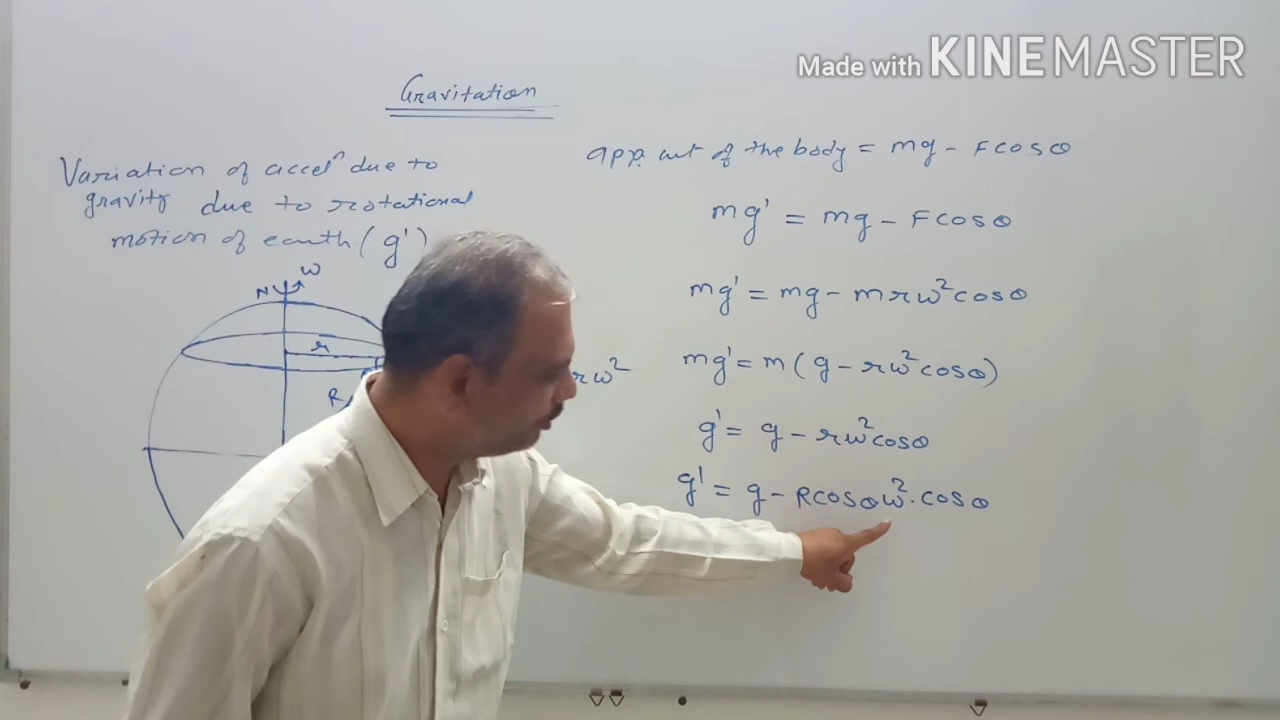 Made with KINEMASTER
Gravitation
Variation of accelⁿ due to
gravity due to rotational
motion of earth (g')
N ω
r
R
rω²
app. wt of the body = mg - Fcosθ
mg' = mg - Fcosθ
mg' = mg - mrω²cosθ
mg' = m(g - rω²cosθ)
g' = g - rω²cosθ
g' = g - Rcosθω².cosθ